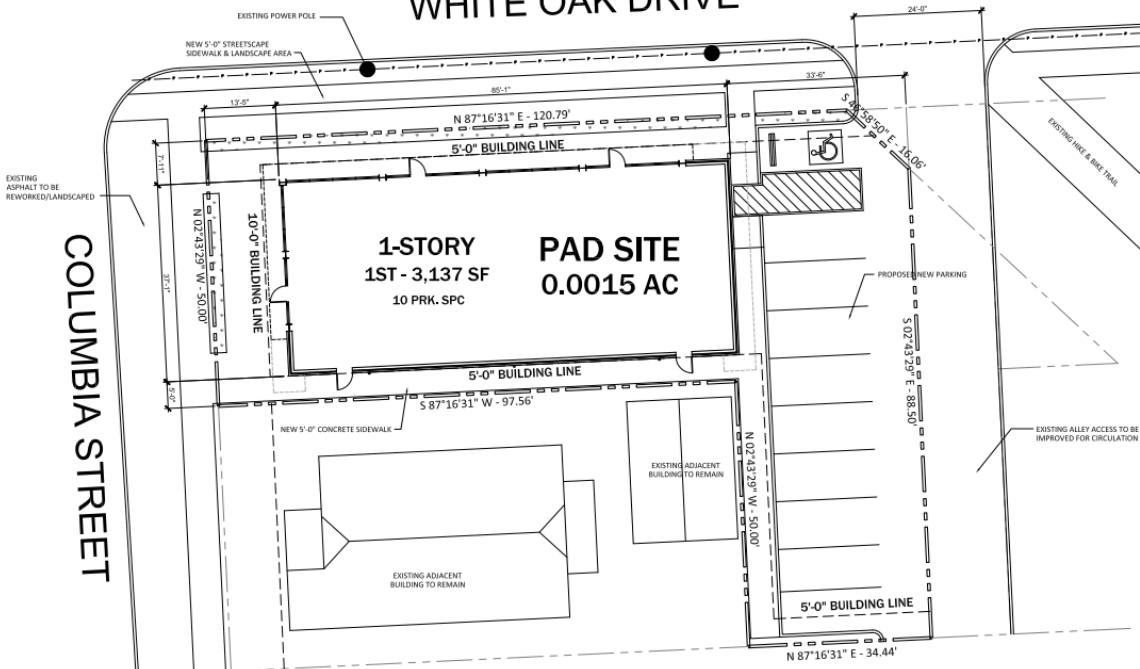 WHITE OAK DRIVE
EXISTING POWER POLE
24'-0"
NEW 5'-0" STREETSCAPE
SIDEWALK & LANDSCAPE AREA
33'-6"
85'-1"
13'-5"
N 87°16'31" E - 120.79'
S 46°58'50" E - 16.06'
5'-0" BUILDING LINE
EXISTING HIKE & BIKE TRAIL
7'-11"
EXISTING
ASPHALT TO BE
REWORKED/LANDSCAPED
N 02°43'29" W - 50.00'
10'-0" BUILDING LINE
1-STORY
1ST - 3,137 SF
10 PRK. SPC
PAD SITE
0.0015 AC
PROPOSED NEW PARKING
37'-1"
COLUMBIA STREET
S 02°43'29" E - 88.50'
5'-0" BUILDING LINE
5'-0"
S 87°16'31" W - 97.56'
NEW 5'-0" CONCRETE SIDEWALK
EXISTING ALLEY ACCESS TO BE
IMPROVED FOR CIRCULATION
N 02°43'29" W - 50.00'
EXISTING ADJACENT
BUILDING TO REMAIN
EXISTING ADJACENT
BUILDING TO REMAIN
5'-0" BUILDING LINE
N 87°16'31" E - 34.44'